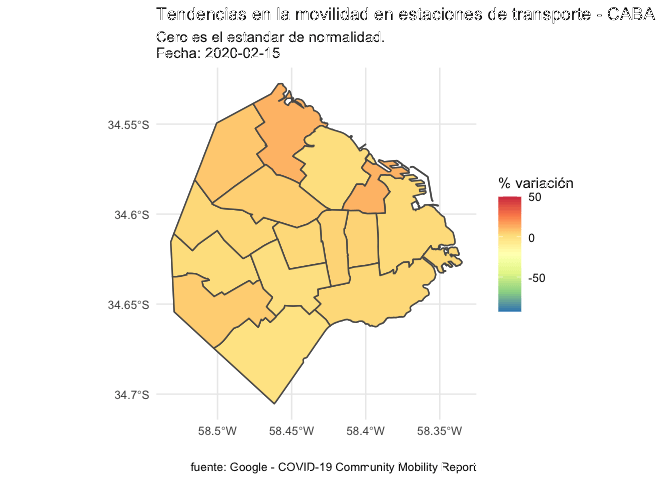 Tendencias en la movilidad en estaciones de transporte - CABA
Cero es el estandar de normalidad.
Fecha: 2020-02-15
34.55°S
34.6°S
34.65°S
34.7°S
58.5°W
58.45°W
58.4°W
58.35°W
% variación
50
0
-50
fuente: Google - COVID-19 Community Mobility Report